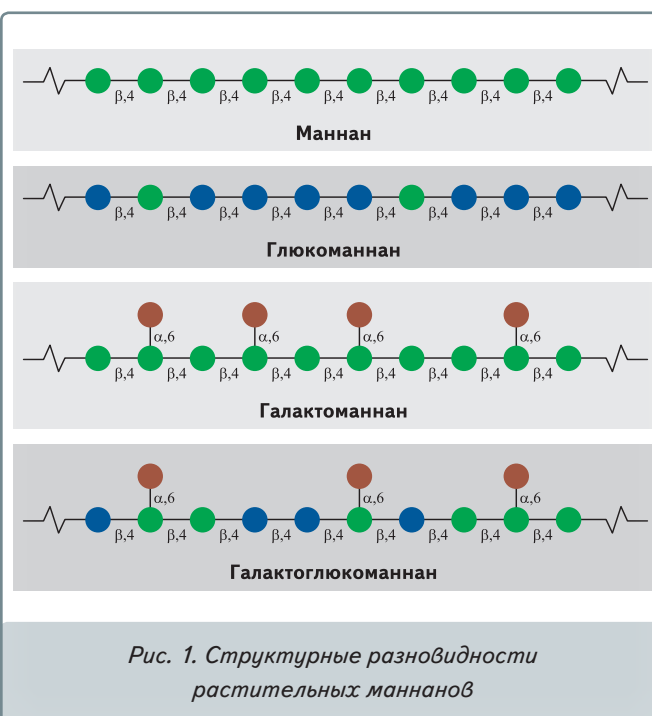 β,4 β,4 β,4 β,4 β,4 β,4 β,4 β,4 β,4
Маннан
β,4 β,4 β,4 β,4 β,4 β,4 β,4 β,4 β,4
Глюкоманнан
α,6 α,6 α,6 α,6
β,4 β,4 β,4 β,4 β,4 β,4 β,4 β,4 β,4
Галактоманнан
α,6 α,6 α,6
β,4 β,4 β,4 β,4 β,4 β,4 β,4 β,4 β,4
Галактоглюкоманнан
Рис. 1. Структурные разновидности
растительных маннанов